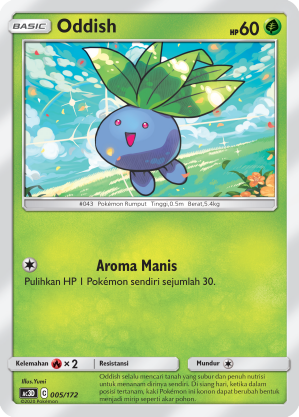 BASIC Oddish HP60
#043 Pokémon Rumput Tinggi,0.5m Berat,5.4kg
Aroma Manis
Pulihkan HP 1 Pokémon sendiri sejumlah 30.
Kelemahan ×2 Resistansi Mundur
Illus.Yumi
Oddish selalu mencari tanah yang subur dan penuh nutrisi
untuk menanam dirinya sendiri. Di siang hari, ketika dalam
posisi tertanam, kaki Pokémon ini konon dapat berubah bentuk
menjadi mirip seperti akar pohon.
C 005/172